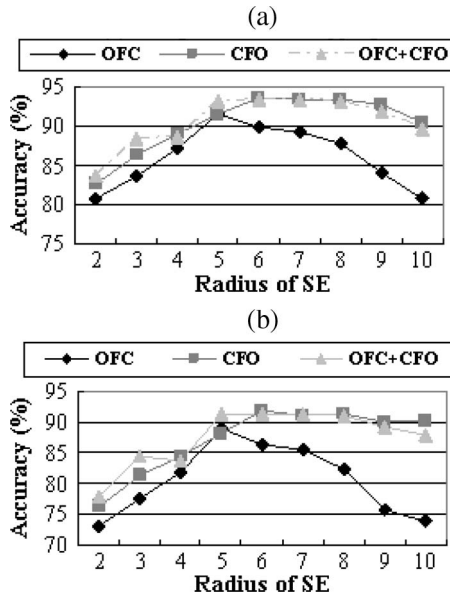 (a)
OFC CFO OFC+CFO
Accuracy (%)
95
90
85
80
75
2 3 4 5 6 7 8 9 10
Radius of SE
(b)
OFC CFO OFC+CFO
Accuracy (%)
95
90
85
80
75
70
2 3 4 5 6 7 8 9 10
Radius of SE